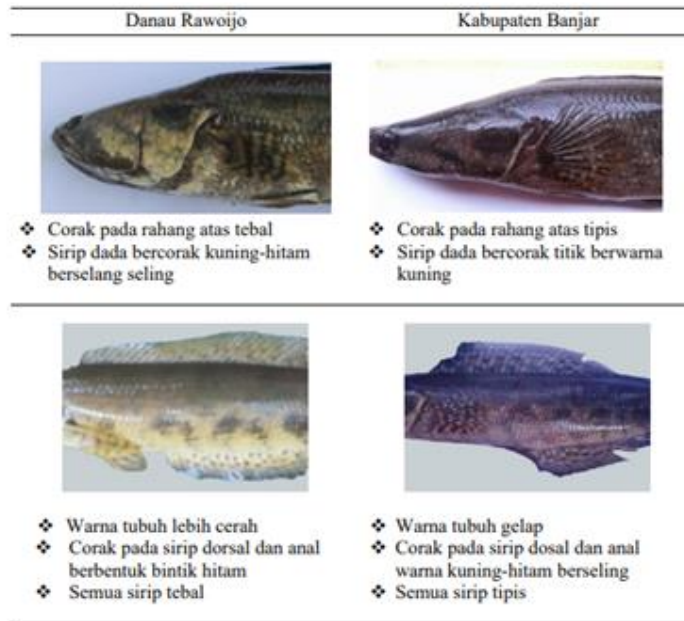 Danau Rawoijo
Kabupaten Banjar
❖ Corak pada rahang atas tebal
❖ Sirip dada bercorak kuning-hitam
berselang seling
❖ Corak pada rahang atas tipis
❖ Sirip dada bercorak titik berwarna
kuning
❖ Warna tubuh lebih cerah
❖ Corak pada sirip dorsal dan anal
berbentuk bintik hitam
❖ Semua sirip tebal
❖ Warna tubuh gelap
❖ Corak pada sirip dosal dan anal
warna kuning-hitam berseling
❖ Semua sirip tipis